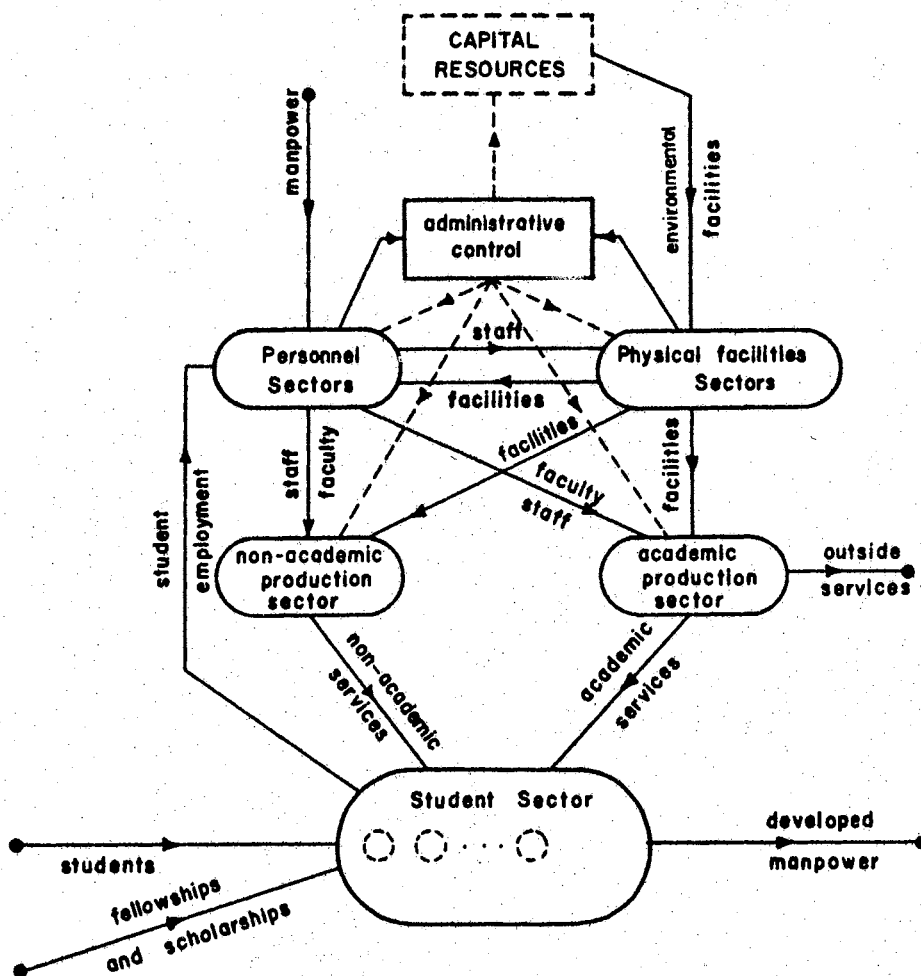 CAPITAL
RESOURCES
manpower
environmental
facilities
administrative
control
staff
Personnel
Sectors
Physical facilities
Sectors
facilities
staff
faculty
facilities
faculty
staff
facilities
student
employment
non-academic
production
sector
academic
production
sector
outside
services
non-academic
services
academic
services
Student Sector
students
developed
manpower
fellowships
and scholarships